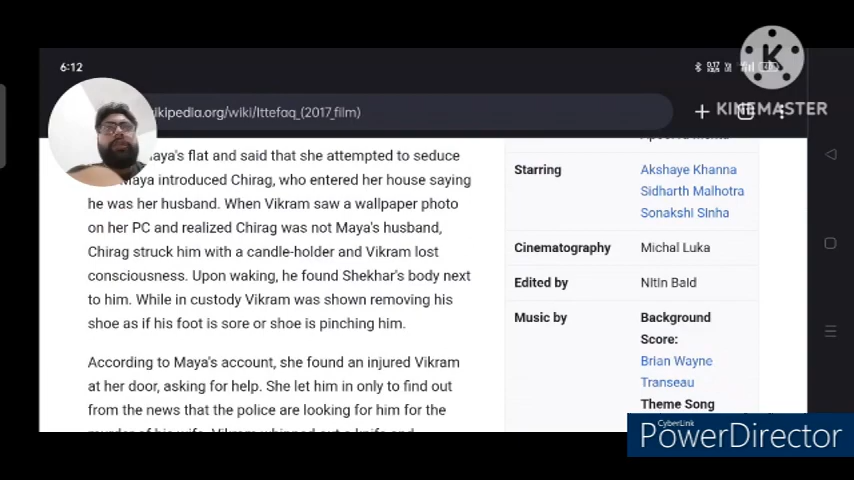 6:12
0.17
K
KINEMASTER
ikipedia.org/wiki/Ittefaq_(2017_film)
aya's flat and said that she attempted to seduce
Maya introduced Chirag, who entered her house saying
he was her husband. When Vikram saw a wallpaper photo
on her PC and realized Chirag was not Maya's husband,
Chirag struck him with a candle-holder and Vikram lost
consciousness. Upon waking, he found Shekhar's body next
to him. While in custody Vikram was shown removing his
shoe as if his foot is sore or shoe is pinching him.
According to Maya's account, she found an injured Vikram
at her door, asking for help. She let him in only to find out
from the news that the police are looking for him for the
Starring
Akshaye Khanna
Sidharth Malhotra
Sonakshi Sinha
Cinematography
Michal Luka
Edited by
Nitin Baid
Music by
Background
Score:
Brian Wayne
Transeau
Theme Song
CyberLink
PowerDirector